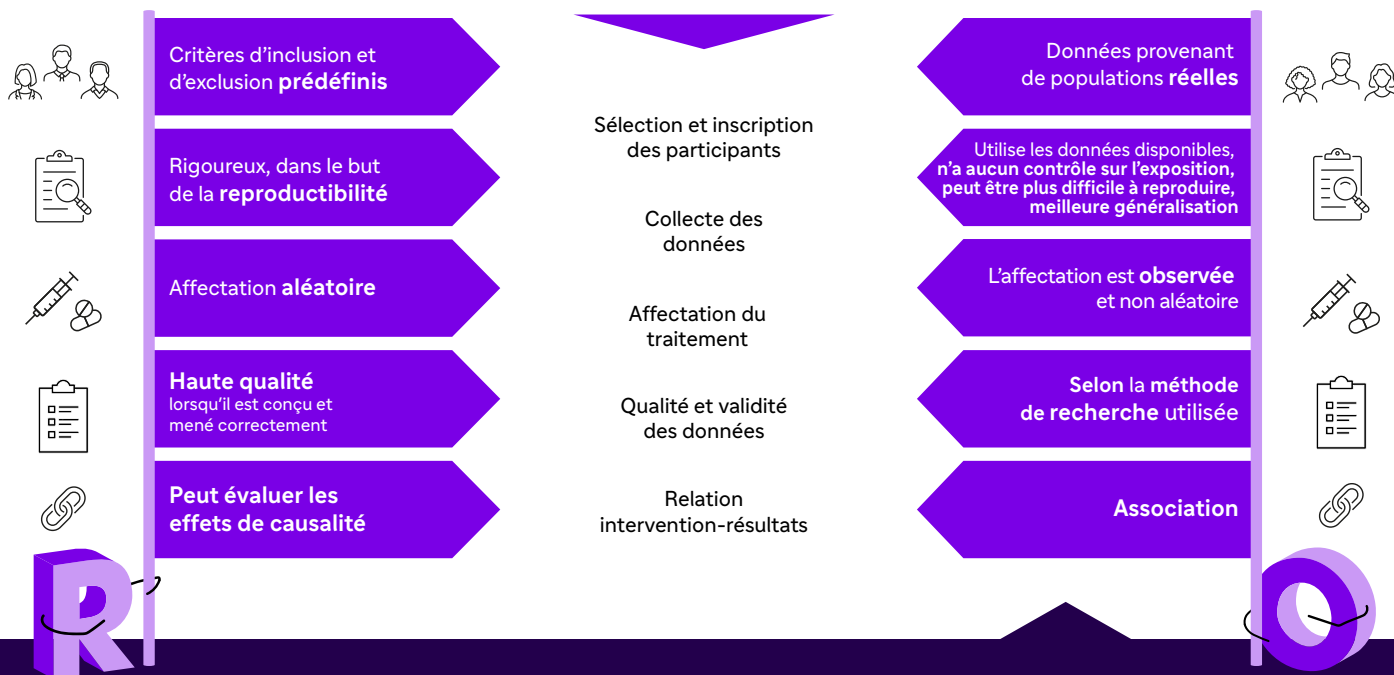 Critères d'inclusion et
d'exclusion prédéfinis
Rigoureux, dans le but
de la reproductibilité
Affectation aléatoire
Haute qualité
lorsqu'il est conçu et
mené correctement
Peut évaluer les
effets de causalité
R
Sélection et inscription
des participants
Collecte des
données
Affectation du
traitement
Qualité et validité
des données
Relation
intervention-résultats
Données provenant
de populations réelles
Utilise les données disponibles,
n'a aucun contrôle sur l'exposition,
peut être plus difficile à reproduire,
meilleure généralisation
L'affectation est observée
et non aléatoire
Selon la méthode
de recherche utilisée
Association
O